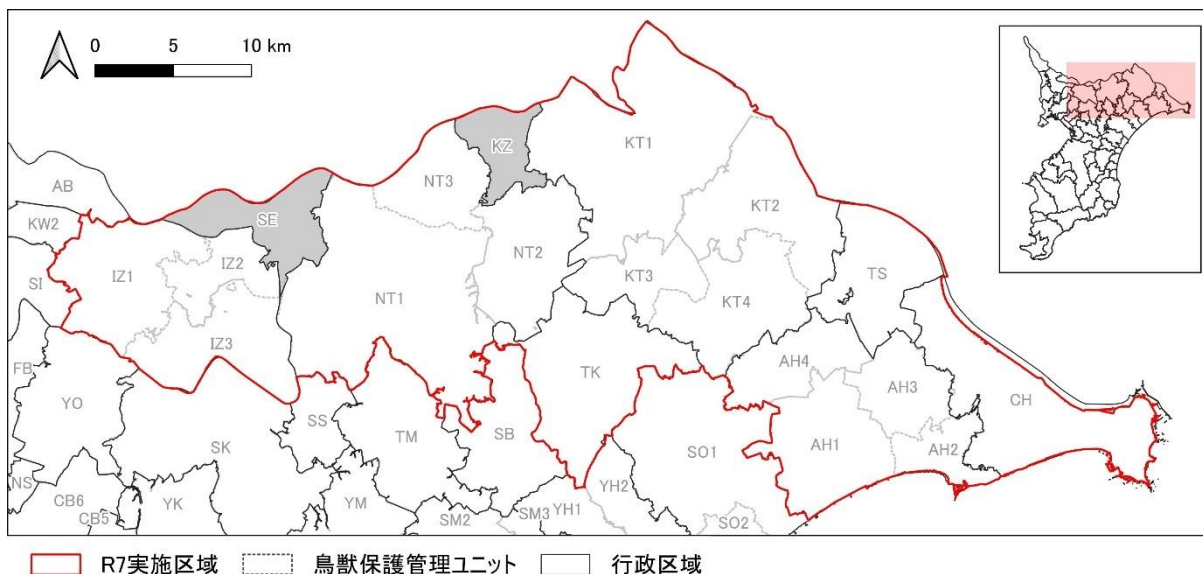 0 5 10 km
AB
KZ
KT1
KW2
SE
NT3
KT2
SI
IZ1
IZ2
NT2
KT3
TS
NT1
KT4
IZ3
AH4
FB
TK
AH3
YO
CH
SS
SB
AH1
AH2
SK
TM
SO1
NS
CB6
YK
YM
SM2
SM3
YH1
YH2
CB5
SO2
R7実施区域 鳥獣保護管理ユニット 行政区域